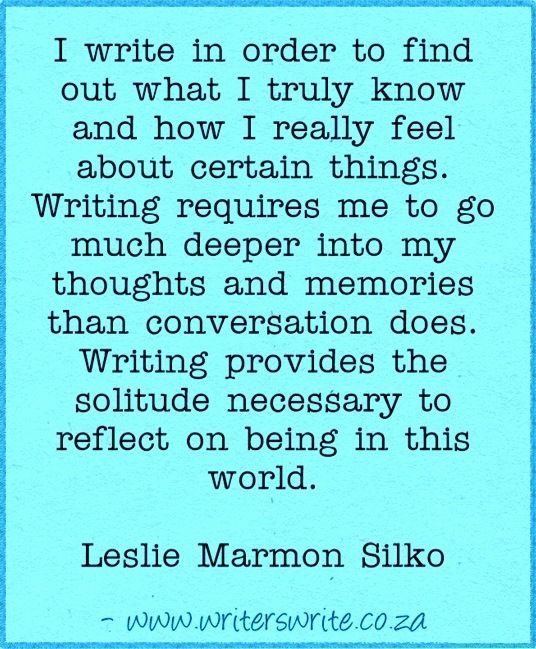 I write in order to find
out what I truly know
and how I really feel
about certain things.
Writing requires me to go
much deeper into my
thoughts and memories
than conversation does.
Writing provides the
solitude necessary to
reflect on being in this
world.
Leslie Marmon Silko
- www.writerswrite.co.za